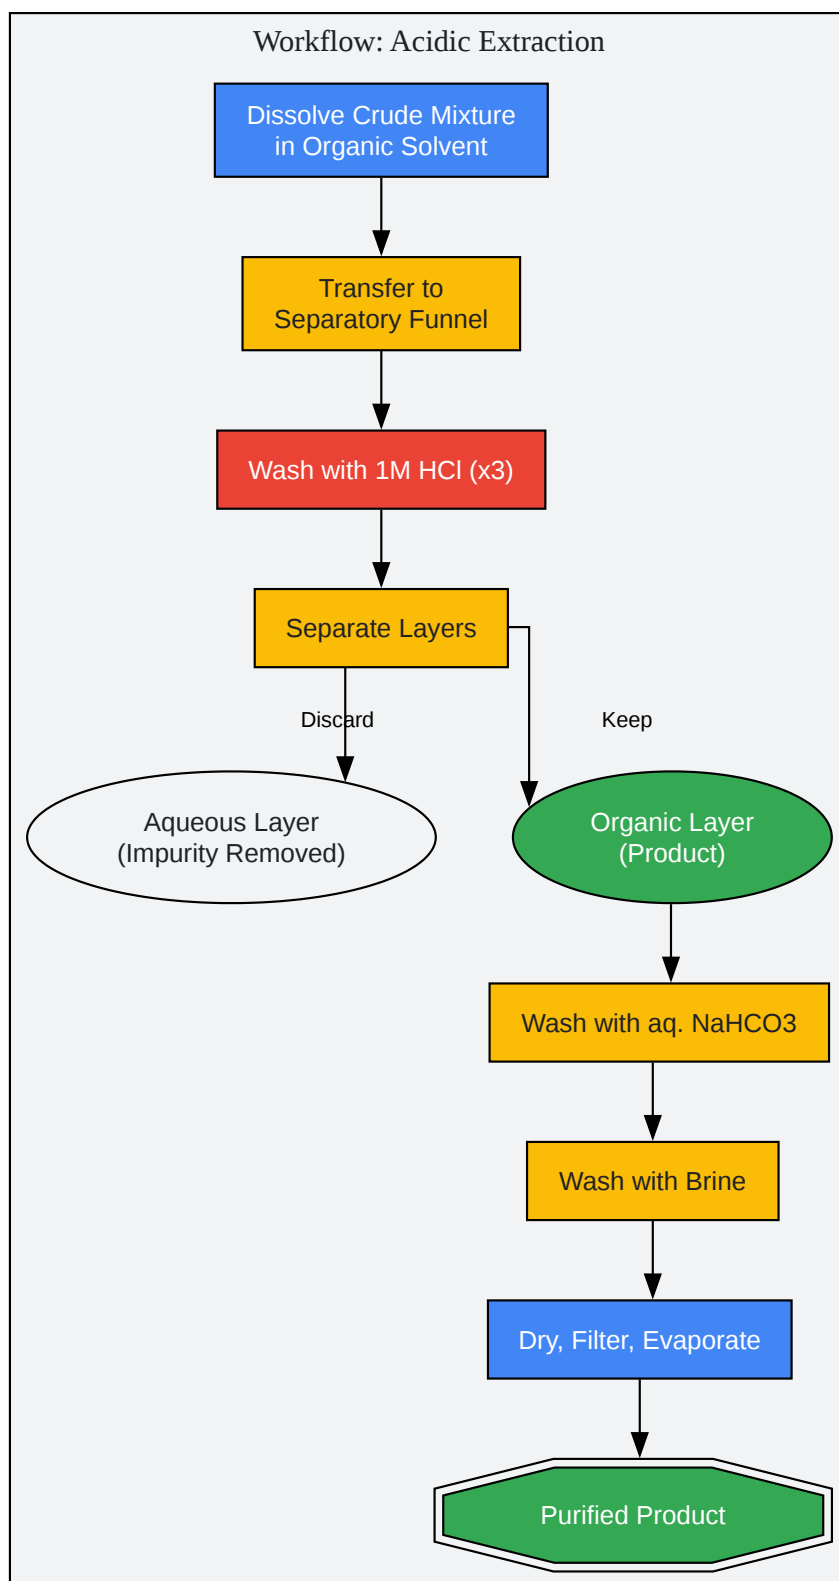 Workflow: Acidic Extraction
Dissolve Crude Mixture
in Organic Solvent
Transfer to
Separatory Funnel
Wash with 1M HCl (x3)
Separate Layers
Discard
Keep
Aqueous Layer
(Impurity Removed)
Organic Layer
(Product)
Wash with aq. NaHCO3
Wash with Brine
Dry, Filter, Evaporate
Purified Product